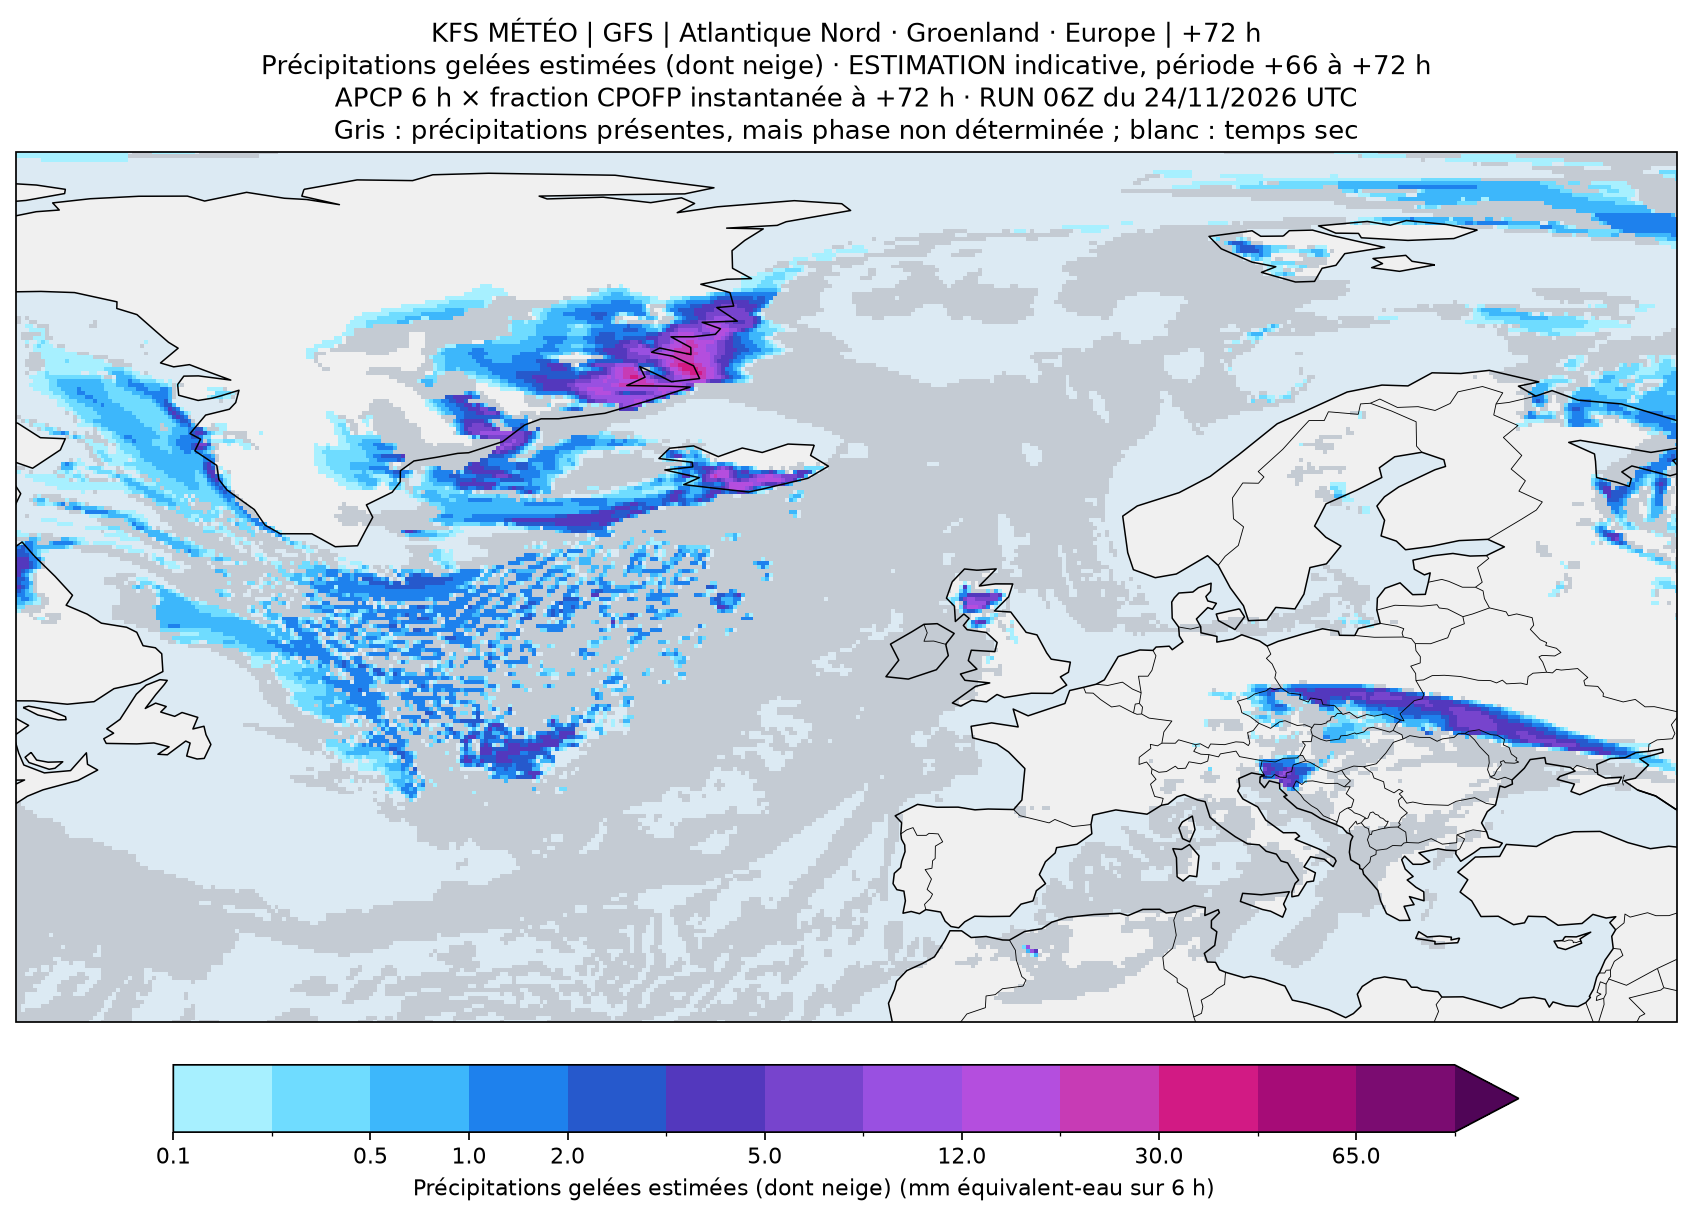 KFS MÉTÉO | GFS | Atlantique Nord · Groenland · Europe | +72 h
Précipitations gelées estimées (dont neige) · ESTIMATION indicative, période +66 à +72 h
APCP 6 h × fraction CPOFP instantanée à +72 h · RUN 06Z du 24/11/2026 UTC
Gris : précipitations présentes, mais phase non déterminée ; blanc : temps sec
0.1 0.5 1.0 2.0 5.0 12.0 30.0 65.0
Précipitations gelées estimées (dont neige) (mm équivalent-eau sur 6 h)